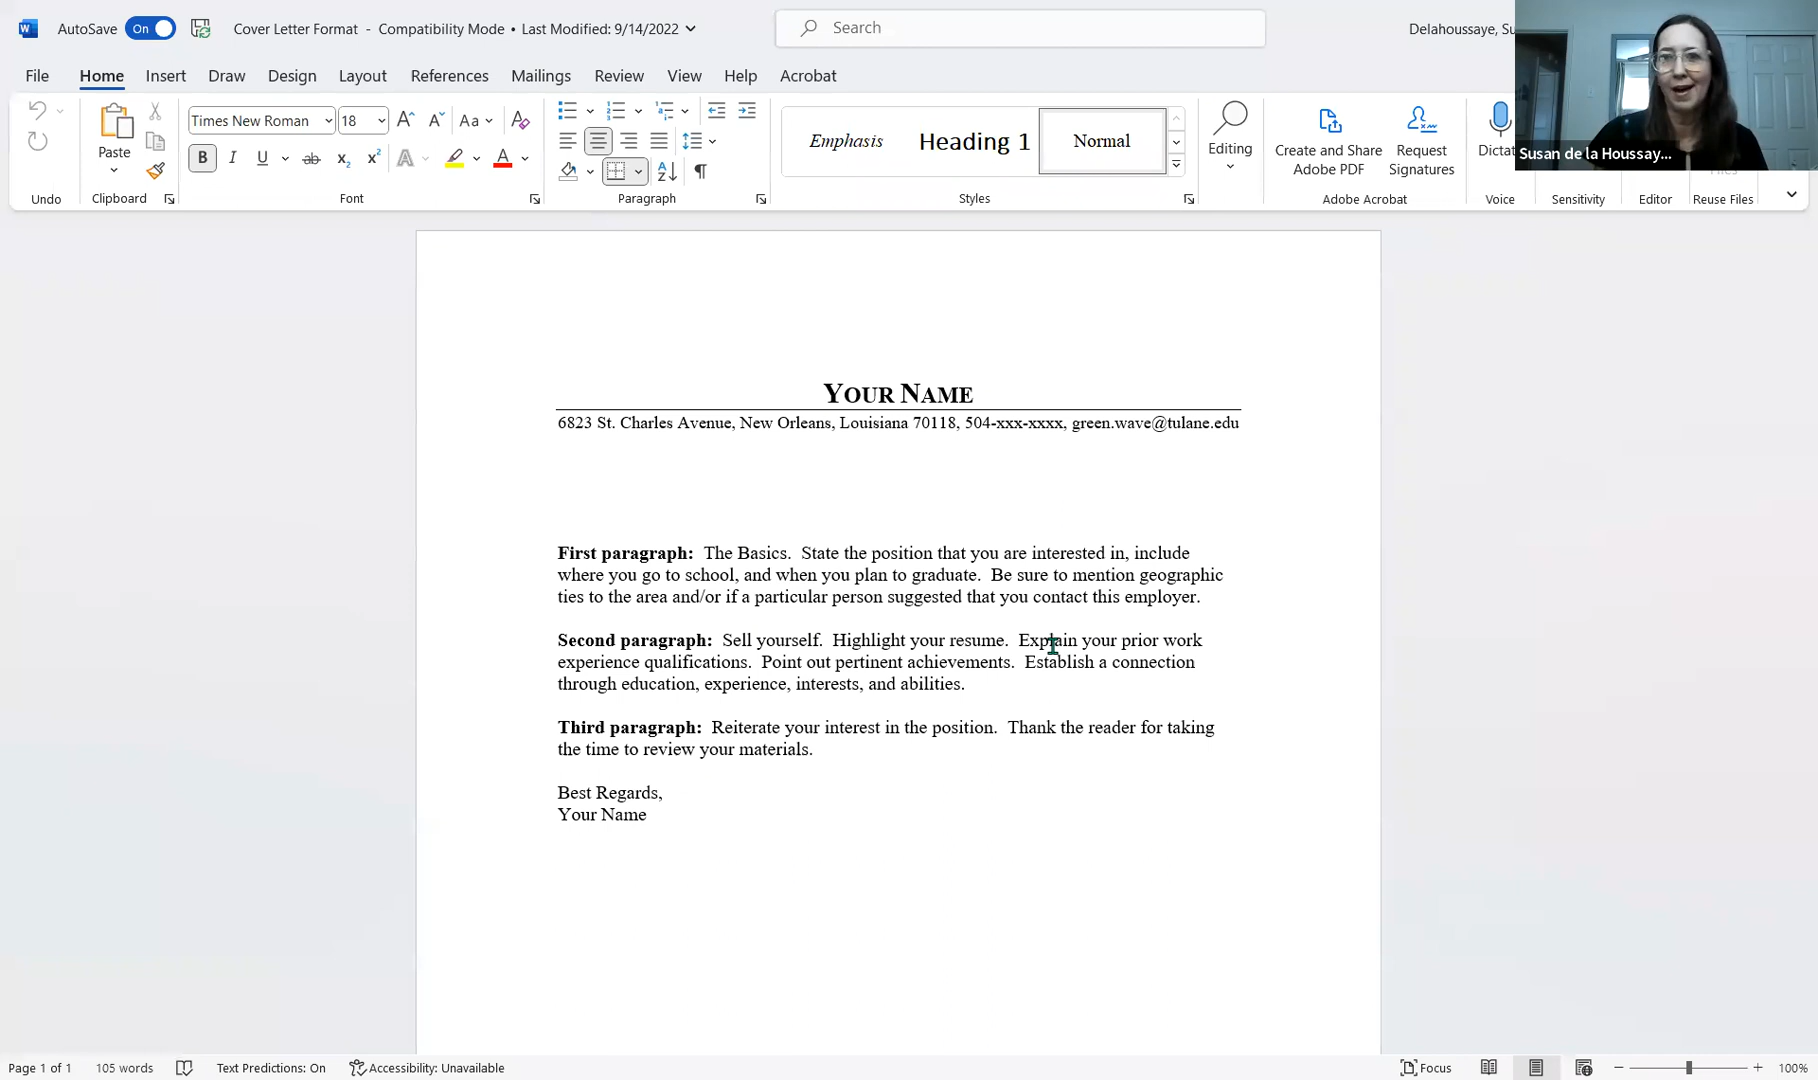 AutoSave On Cover Letter Format - Compatibility Mode • Last Modified: 9/14/2022 Search Delahoussaye, Su
File Home Insert Draw Design Layout References Mailings Review View Help Acrobat
Times New Roman 18 Aa
Paste
B I U ab x₂ x² A A
Emphasis Heading 1 Normal
Editing
Create and Share Adobe PDF
Request Signatures
Dictat
Susan de la Houssay...
Undo Clipboard Font Paragraph Styles Adobe Acrobat Voice Sensitivity Editor Reuse Files
YOUR NAME
6823 St. Charles Avenue, New Orleans, Louisiana 70118, 504-xxx-xxxx, green.wave@tulane.edu
First paragraph: The Basics. State the position that you are interested in, include
where you go to school, and when you plan to graduate. Be sure to mention geographic
ties to the area and/or if a particular person suggested that you contact this employer.
Second paragraph: Sell yourself. Highlight your resume. Explain your prior work
experience qualifications. Point out pertinent achievements. Establish a connection
through education, experience, interests, and abilities.
Third paragraph: Reiterate your interest in the position. Thank the reader for taking
the time to review your materials.
Best Regards,
Your Name
Page 1 of 1 105 words Text Predictions: On Accessibility: Unavailable Focus 100%